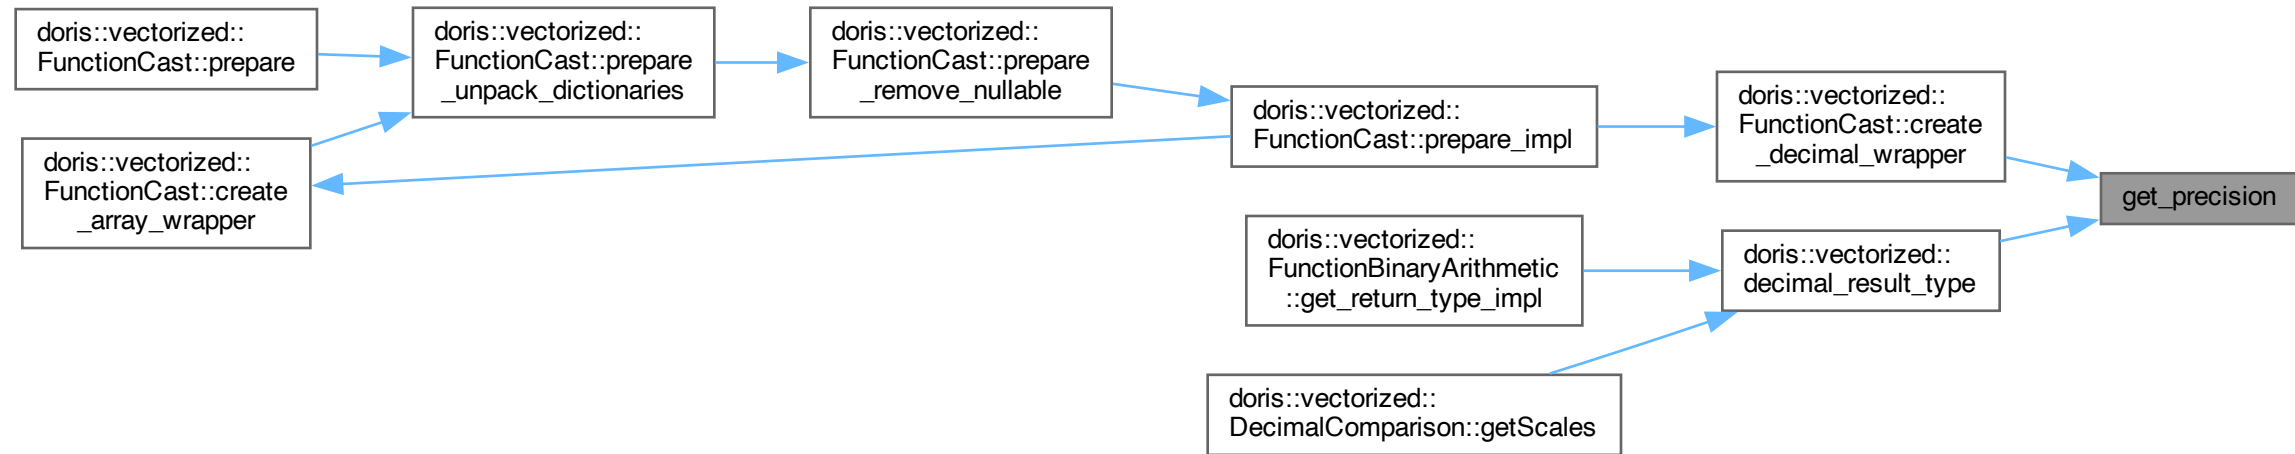 doris::vectorized::
FunctionCast::prepare
doris::vectorized::
FunctionCast::prepare
_unpack_dictionaries
doris::vectorized::
FunctionCast::prepare
_remove_nullable
doris::vectorized::
FunctionCast::prepare_impl
doris::vectorized::
FunctionCast::create
_decimal_wrapper
doris::vectorized::
FunctionCast::create
_array_wrapper
get_precision
doris::vectorized::
FunctionBinaryArithmetic
::get_return_type_impl
doris::vectorized::
decimal_result_type
doris::vectorized::
DecimalComparison::getScales